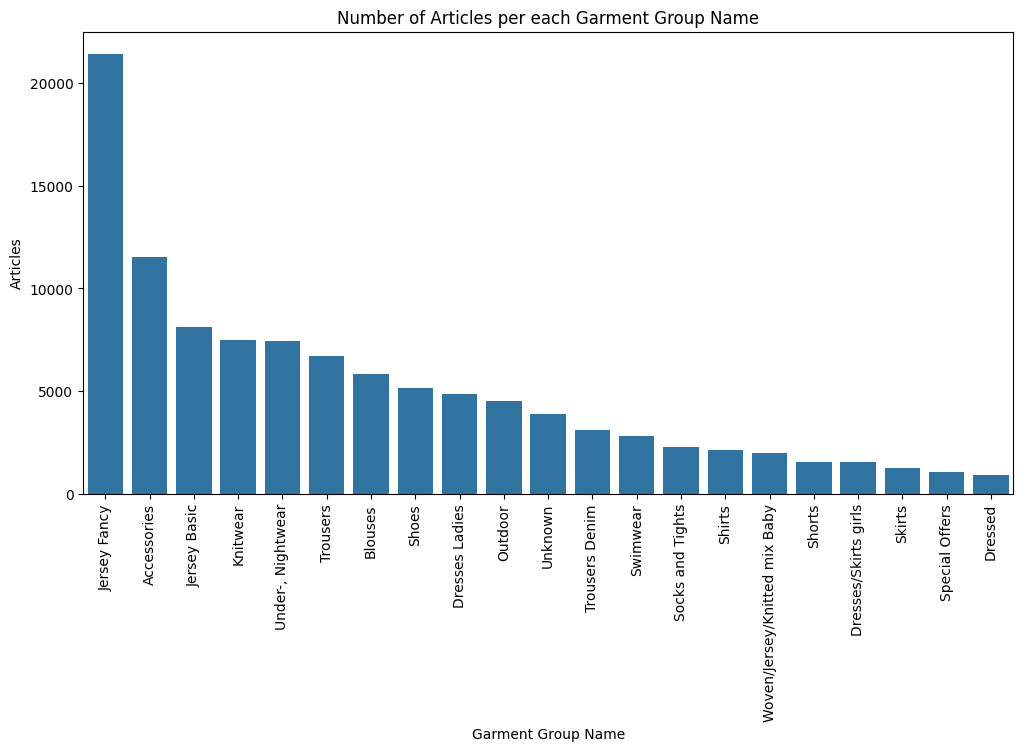 Number of Articles per each Garment Group Name
Articles
20000
15000
10000
5000
0
Jersey Fancy
Accessories
Jersey Basic
Knitwear
Under-, Nightwear
Trousers
Blouses
Shoes
Dresses Ladies
Outdoor
Unknown
Trousers Denim
Swimwear
Socks and Tights
Shirts
Woven/Jersey/Knitted mix Baby
Shorts
Dresses/Skirts girls
Skirts
Special Offers
Dressed
Garment Group Name